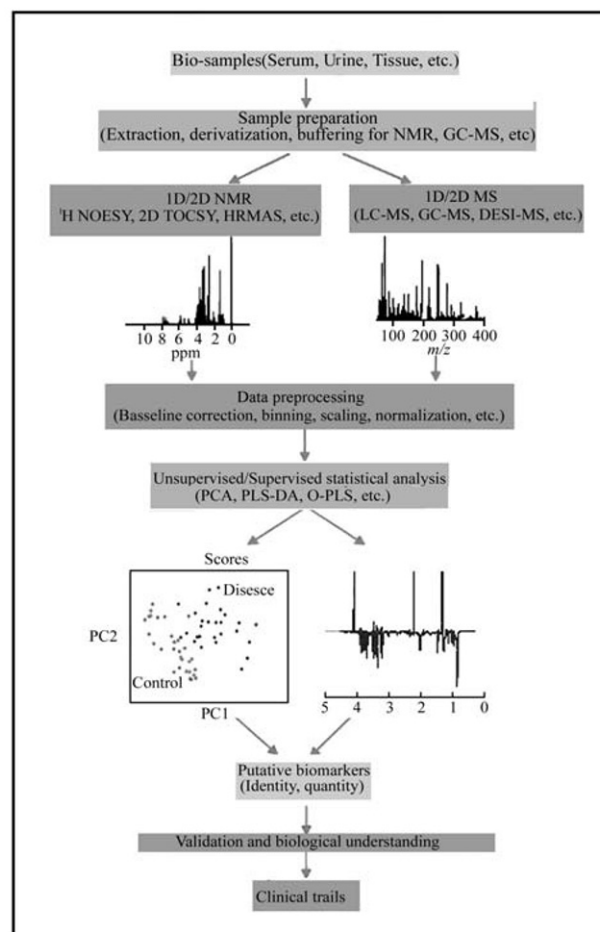 Bio-samples(Serum, Urine, Tissue, etc.)
Sample preparation
(Extraction, derivatization, buffering for NMR, GC-MS, etc)
1D/2D NMR
¹H NOESY, 2D TOCSY, HRMAS, etc.)
1D/2D MS
(LC-MS, GC-MS, DESI-MS, etc.)
10 8 6 4 2 0
ppm
100 200 300 400
m/z
Data preprocessing
(Basseline correction, binning, scaling, normalization, etc.)
Unsupervised/Supervised statistical analysis
(PCA, PLS-DA, O-PLS, etc.)
Scores
Disesce
PC2
Control
PC1
5 4 3 2 1 0
Putative biomarkers
(Identity, quantity)
Validation and biological understanding
Clinical trails